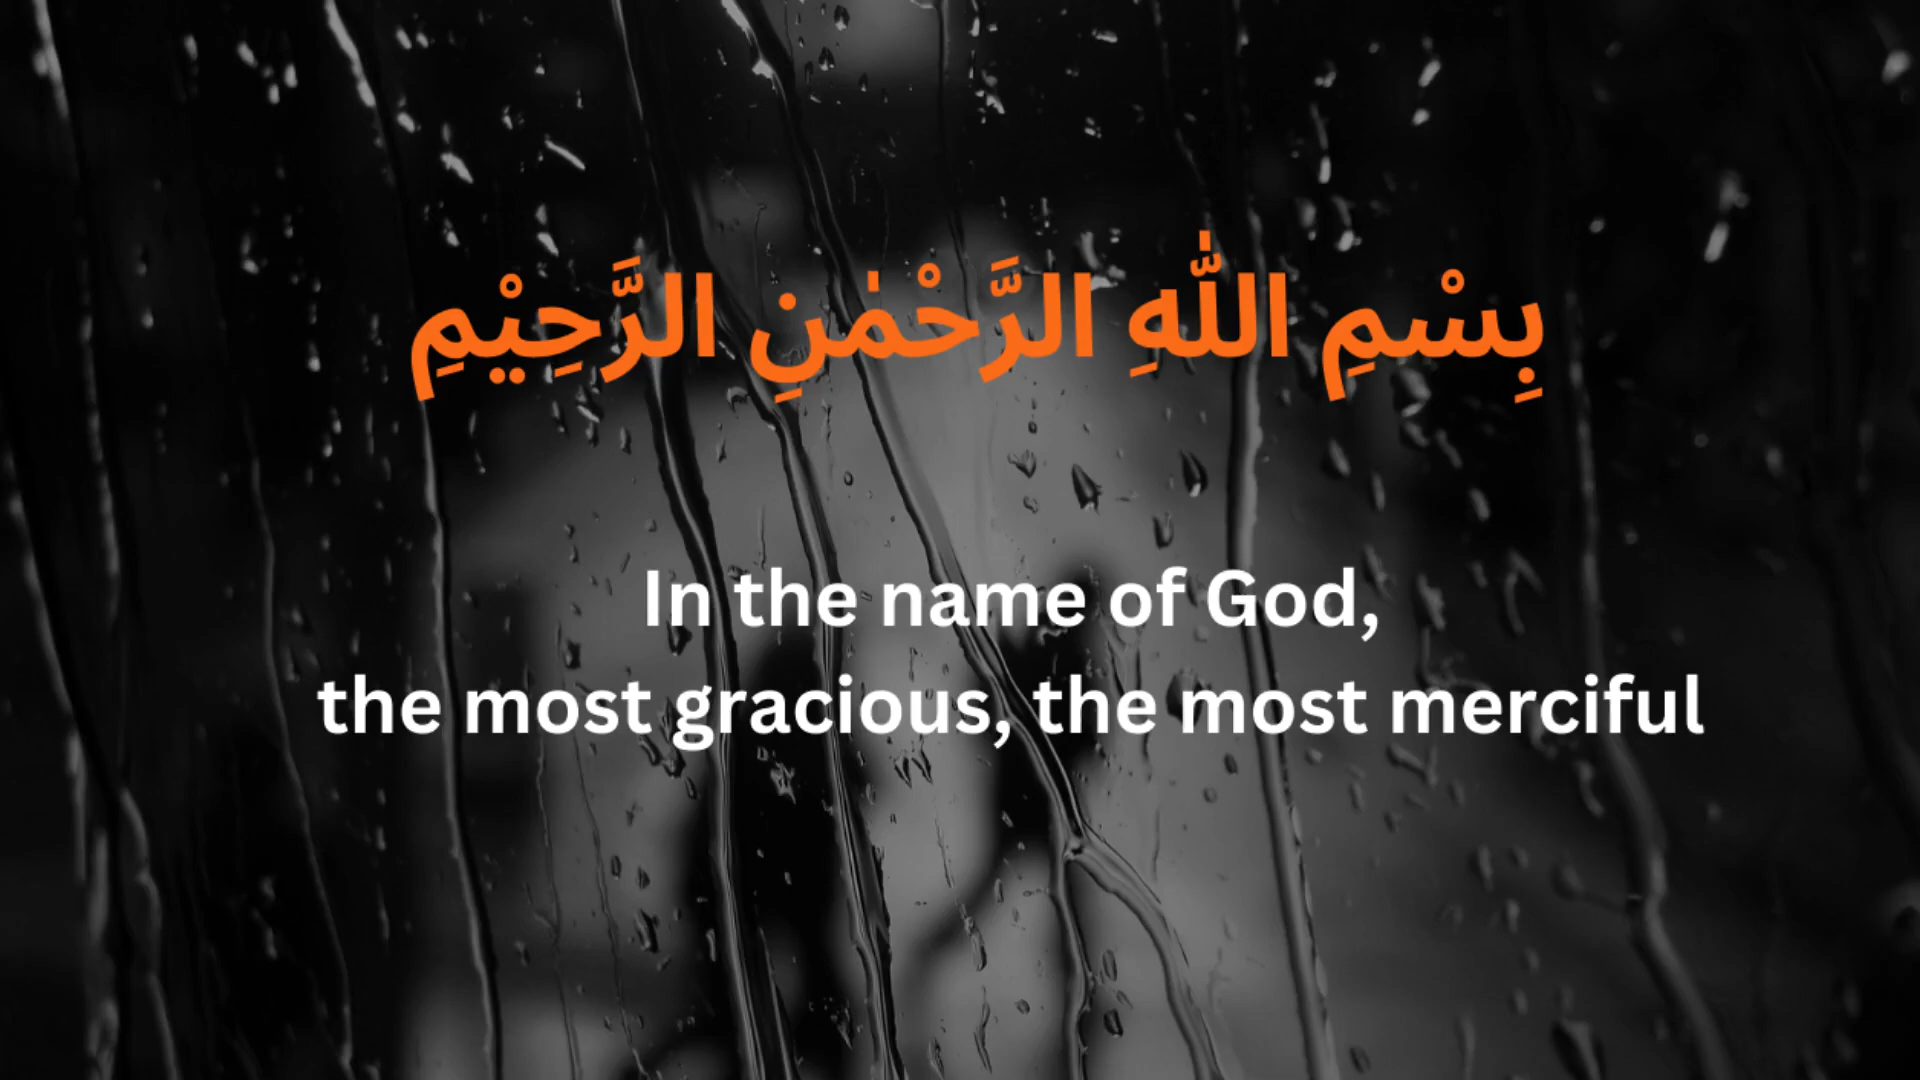 بِسْمِ اللّٰهِ الرَّحْمٰنِ الرَّحِيْمِ
In the name of God,
the most gracious, the most merciful